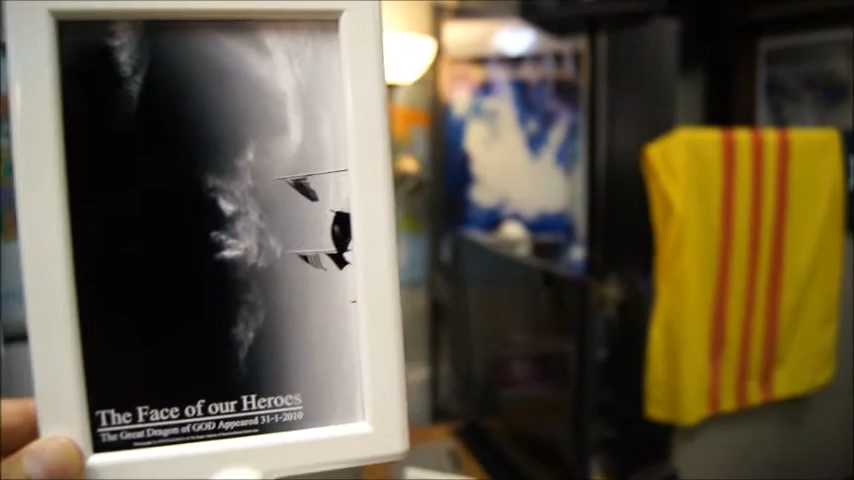 The Face of our Heroes
The Great Dragon of GOD Appeared 31-1-2010